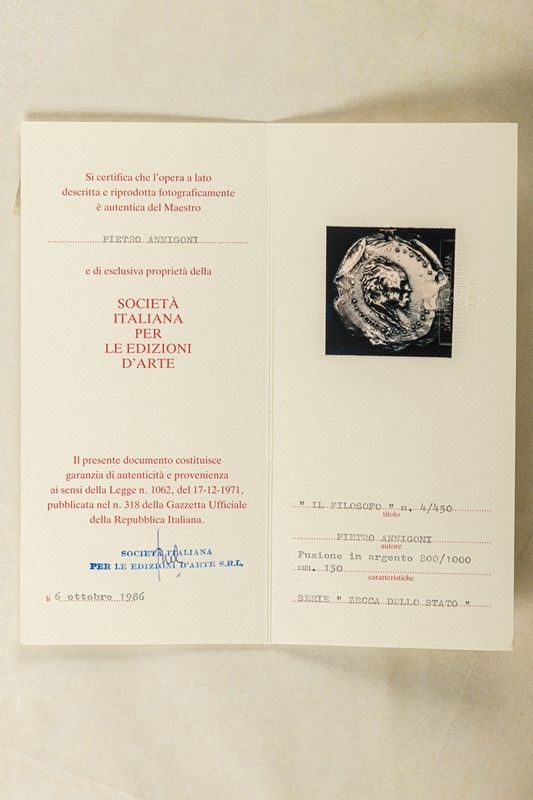 Si certifica che l'opera a lato
descritta e riprodotta fotograficamente
è autentica del Maestro
PIETRO ANNIGONI
e di esclusiva proprietà della
SOCIETÀ
ITALIANA
PER
LE EDIZIONI
D'ARTE
Il presente documento costituisce
garanzia di autenticità e provenienza
ai sensi della Legge n. 1062, del 17-12-1971,
pubblicata nel n. 318 della Gazzetta Ufficiale
della Repubblica Italiana.
SOCIETÀ ITALIANA
PER LE EDIZIONI D'ARTE S.R.L.
lì 6 ottobre 1986
" IL FILOSOFO " n. 4/450
titolo
PIETRO ANNIGONI
autore
Fusione in argento 800/1000
mm. 150
caratteristiche
SERIE " ZECCA DELLO STATO "